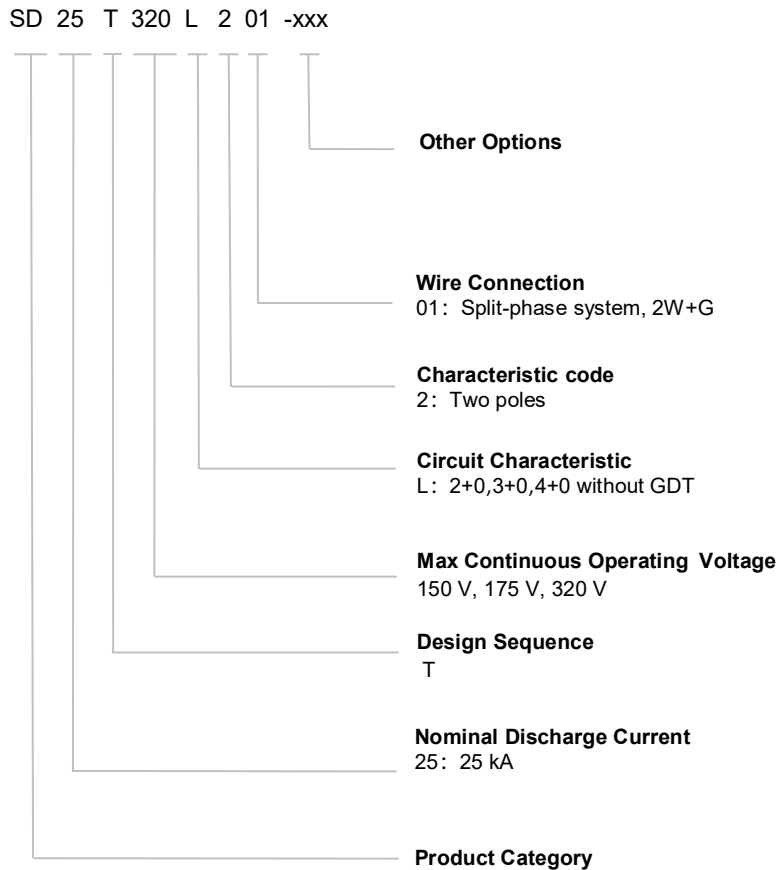 SD 25 T 320 L 2 01 -xxx
Other Options
Wire Connection
01: Split-phase system, 2W+G
Characteristic code
2: Two poles
Circuit Characteristic
L: 2+0,3+0,4+0 without GDT
Max Continuous Operating Voltage
150 V, 175 V, 320 V
Design Sequence
T
Nominal Discharge Current
25: 25 kA
Product Category